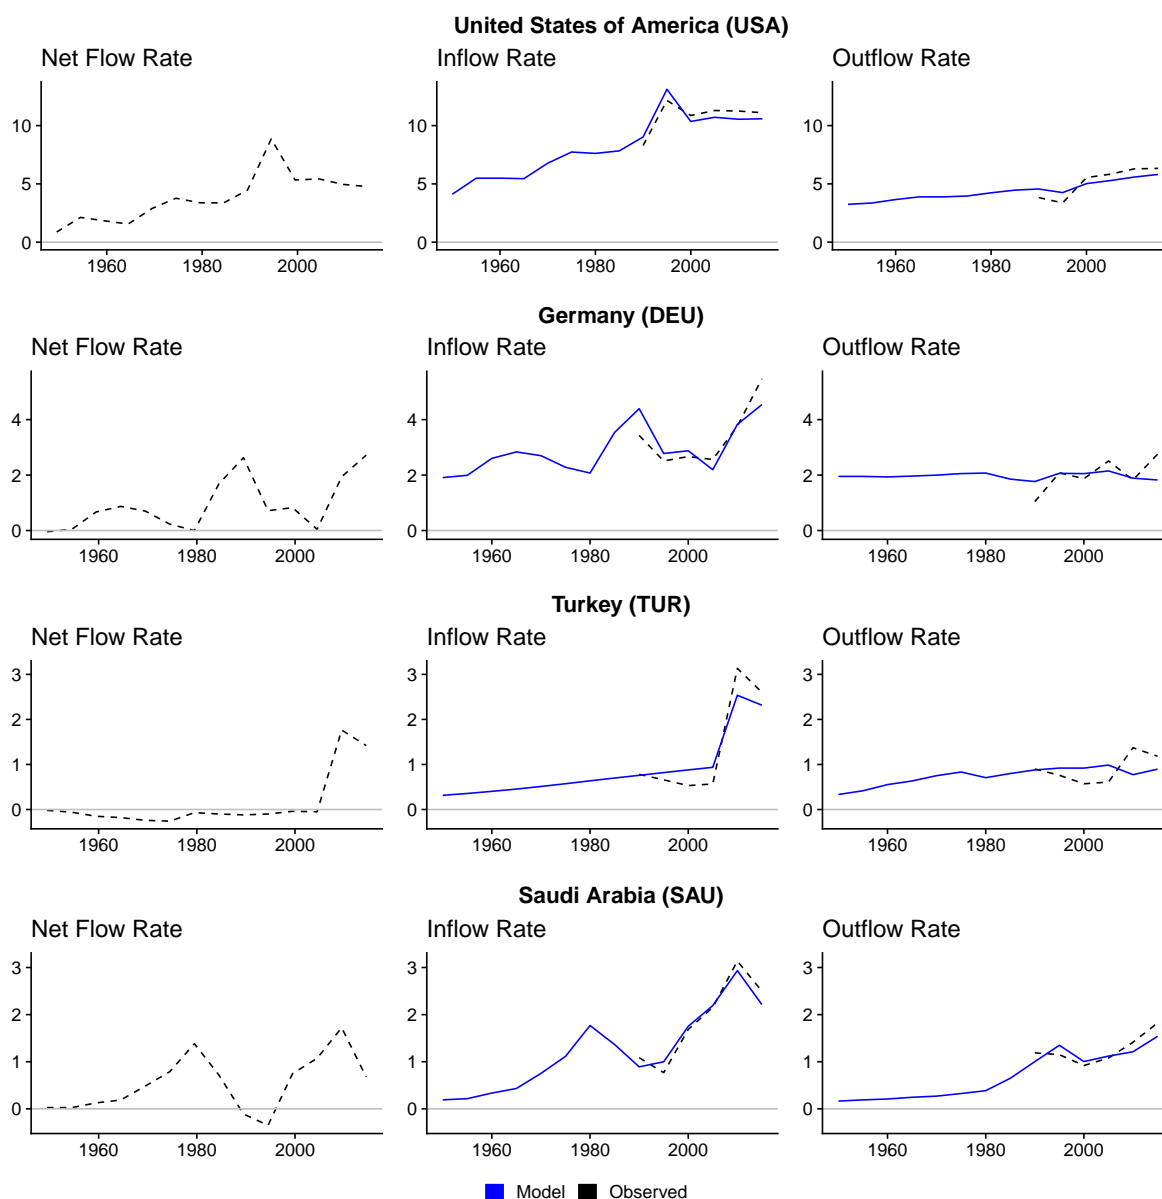 United States of America (USA)
Net Flow Rate Inflow Rate Outflow Rate
10 10 10
5 5 5
0 0 0
1960 1980 2000 1960 1980 2000 1960 1980 2000
Germany (DEU)
Net Flow Rate Inflow Rate Outflow Rate
4 4 4
2 2 2
0 0 0
1960 1980 2000 1960 1980 2000 1960 1980 2000
Turkey (TUR)
Net Flow Rate Inflow Rate Outflow Rate
3 3 3
2 2 2
1 1 1
0 0 0
1960 1980 2000 1960 1980 2000 1960 1980 2000
Saudi Arabia (SAU)
Net Flow Rate Inflow Rate Outflow Rate
3 3 3
2 2 2
1 1 1
0 0 0
1960 1980 2000 1960 1980 2000 1960 1980 2000
Model Observed